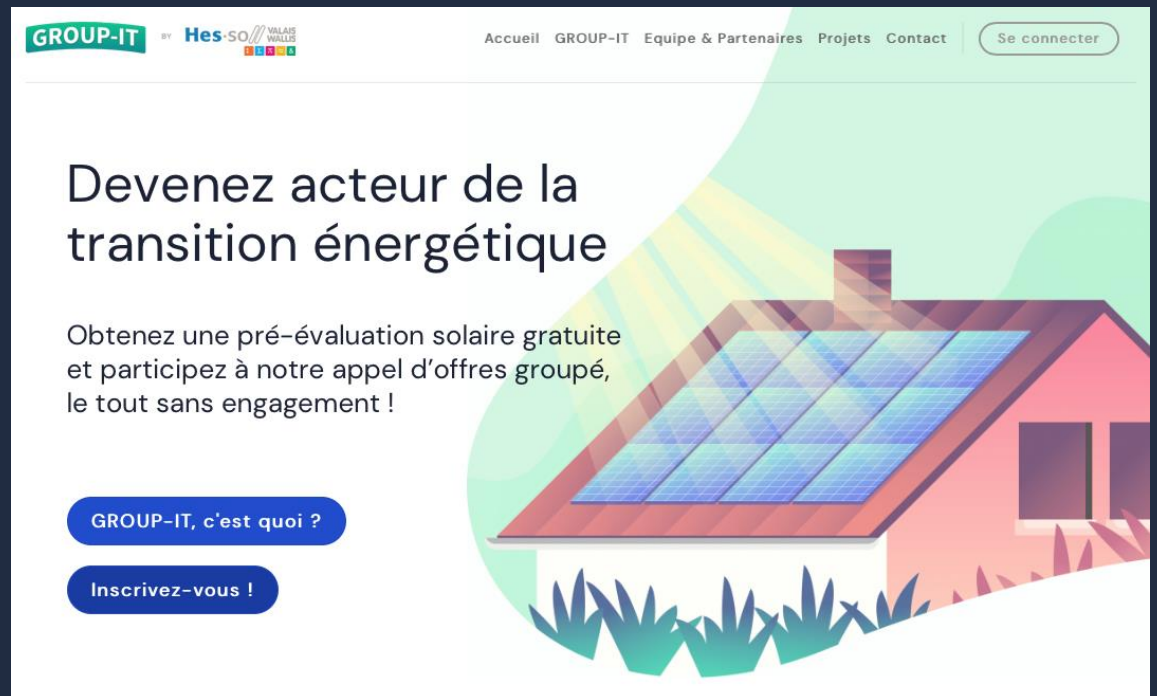 GROUP-IT BY Hes·so// VALAIS WALLIS
Accueil GROUP-IT Equipe & Partenaires Projets Contact Se connecter
Devenez acteur de la
transition énergétique
Obtenez une pré-évaluation solaire gratuite
et participez à notre appel d’offres groupé,
le tout sans engagement !
GROUP-IT, c'est quoi ?
Inscrivez-vous !